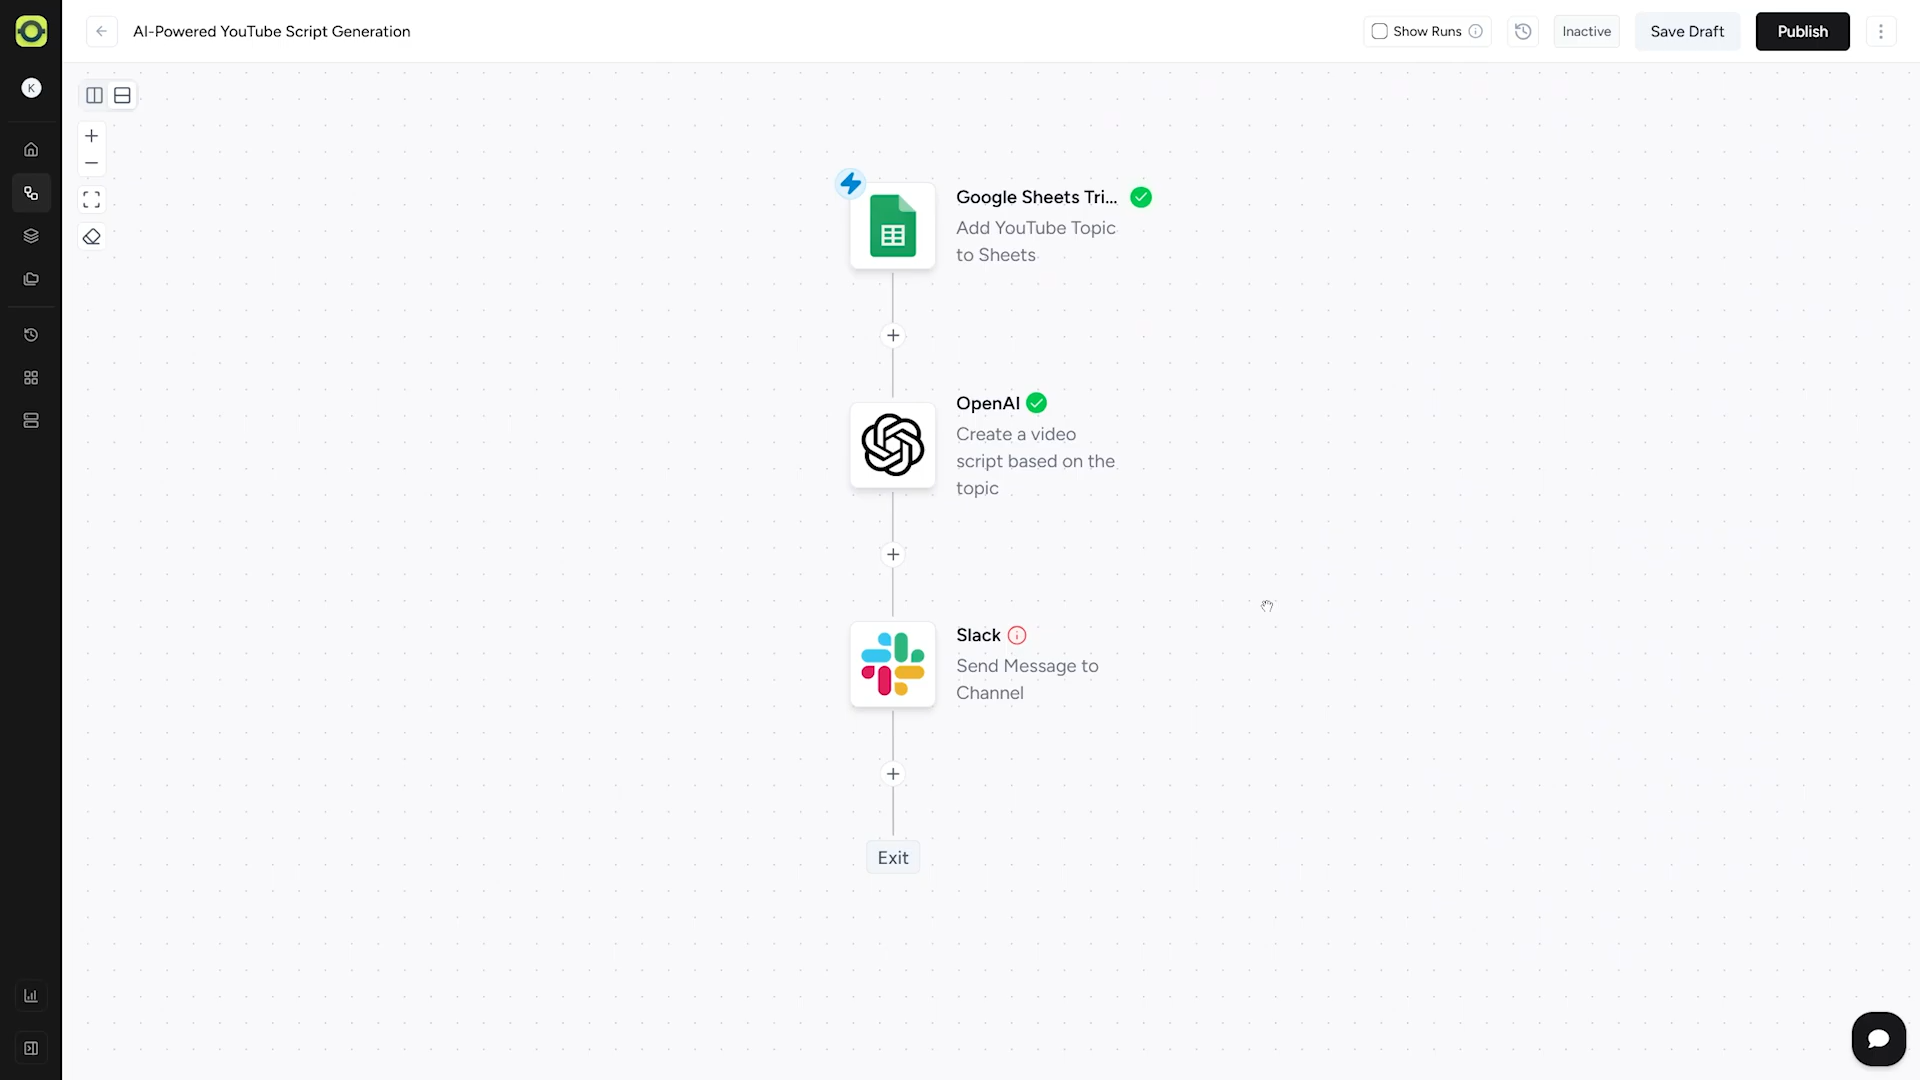 AI-Powered YouTube Script Generation
Show Runs
Inactive
Save Draft
Publish
K
Google Sheets Tri...
Add YouTube Topic
to Sheets
OpenAI
Create a video
script based on the
topic
Slack
Send Message to
Channel
Exit